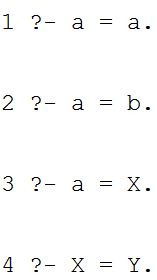 1 ?- a = a.
2 ?- a = b.
3 ?- a = X.
4 ?- X = Y.